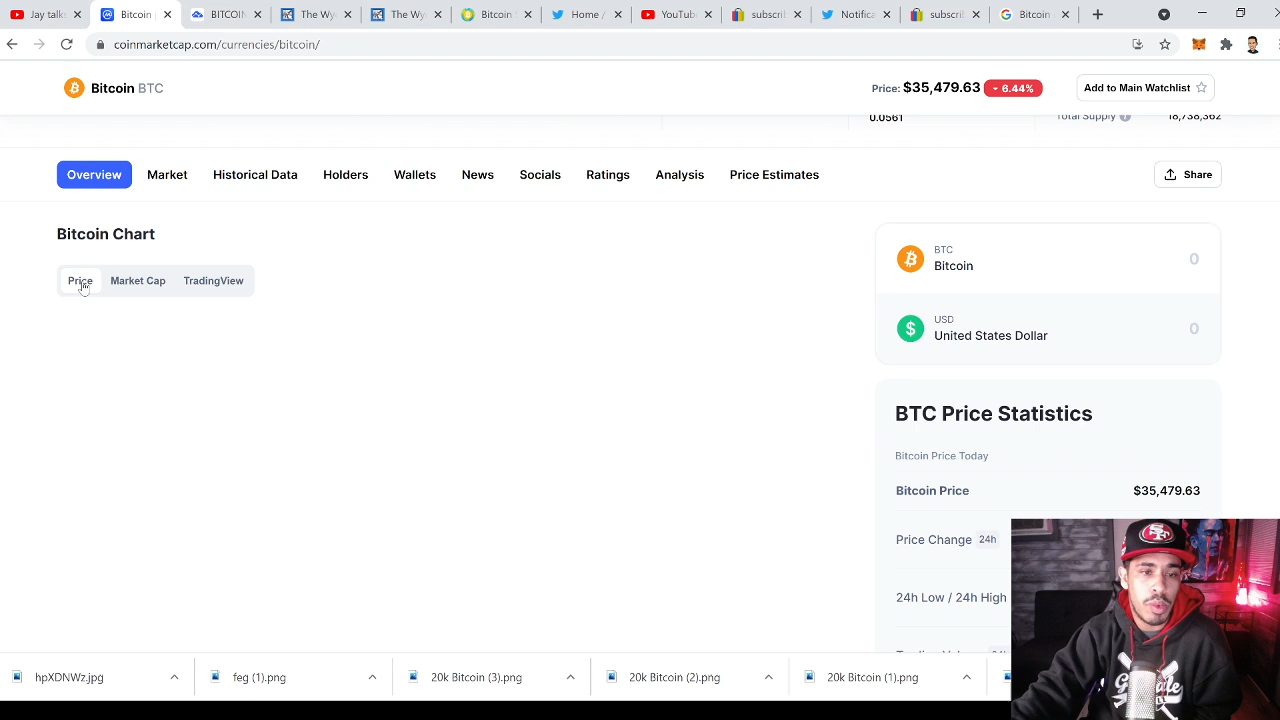 Jay talks
Bitcoin p
BITCOIN
The Wy
The Wy
Bitcoin
Home /
YouTube
subscrib
Notifica
subscrib
Bitcoin
coinmarketcap.com/currencies/bitcoin/
Bitcoin BTC
Price: $35,479.63 6.44%
Add to Main Watchlist
0.0561
Total Supply
18,738,362
Overview
Market
Historical Data
Holders
Wallets
News
Socials
Ratings
Analysis
Price Estimates
Share
Bitcoin Chart
Price
Market Cap
TradingView
BTC
Bitcoin
0
USD
United States Dollar
0
BTC Price Statistics
Bitcoin Price Today
Bitcoin Price
$35,479.63
Price Change 24h
24h Low / 24h High
hpXDNWz.jpg
feg (1).png
20k Bitcoin (3).png
20k Bitcoin (2).png
20k Bitcoin (1).png